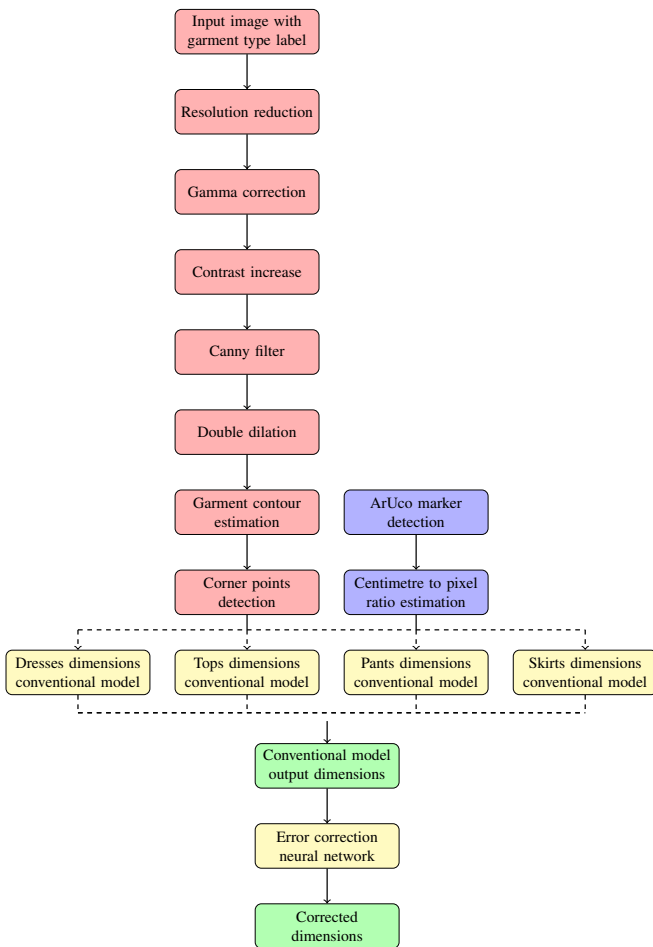 Input image with
garment type label
Resolution reduction
Gamma correction
Contrast increase
Canny filter
Double dilation
Garment contour
estimation
ArUco marker
detection
Corner points
detection
Centimetre to pixel
ratio estimation
Dresses dimensions
conventional model
Tops dimensions
conventional model
Pants dimensions
conventional model
Skirts dimensions
conventional model
Conventional model
output dimensions
Error correction
neural network
Corrected
dimensions